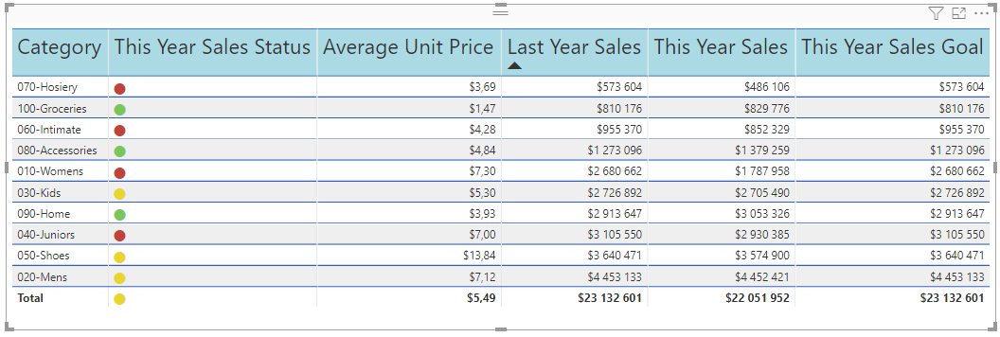 Category This Year Sales Status Average Unit Price Last Year Sales This Year Sales This Year Sales Goal
070-Hosiery $3,69 $573 604 $486 106 $573 604
100-Groceries $1,47 $810 176 $829 776 $810 176
060-Intimate $4,28 $955 370 $852 329 $955 370
080-Accessories $4,84 $1 273 096 $1 379 259 $1 273 096
010-Womens $7,30 $2 680 662 $1 787 958 $2 680 662
030-Kids $5,30 $2 726 892 $2 705 490 $2 726 892
090-Home $3,93 $2 913 647 $3 053 326 $2 913 647
040-Juniors $7,00 $3 105 550 $2 930 385 $3 105 550
050-Shoes $13,84 $3 640 471 $3 574 900 $3 640 471
020-Mens $7,12 $4 453 133 $4 452 421 $4 453 133
Total $5,49 $23 132 601 $22 051 952 $23 132 601